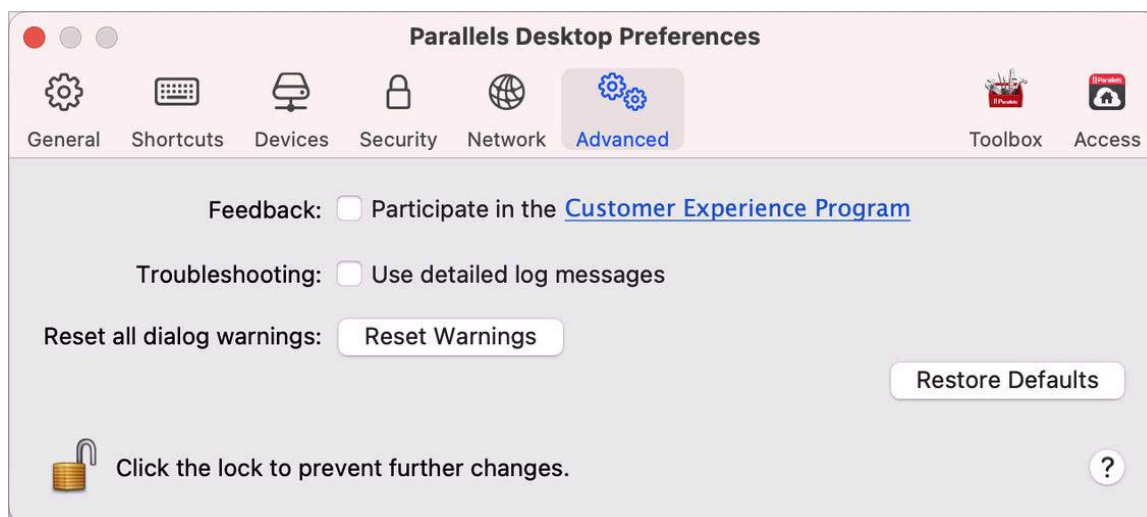 Parallels Desktop Preferences
General Shortcuts Devices Security Network Advanced Toolbox Access
Feedback: Participate in the Customer Experience Program
Troubleshooting: Use detailed log messages
Reset all dialog warnings: Reset Warnings
Restore Defaults
Click the lock to prevent further changes. ?